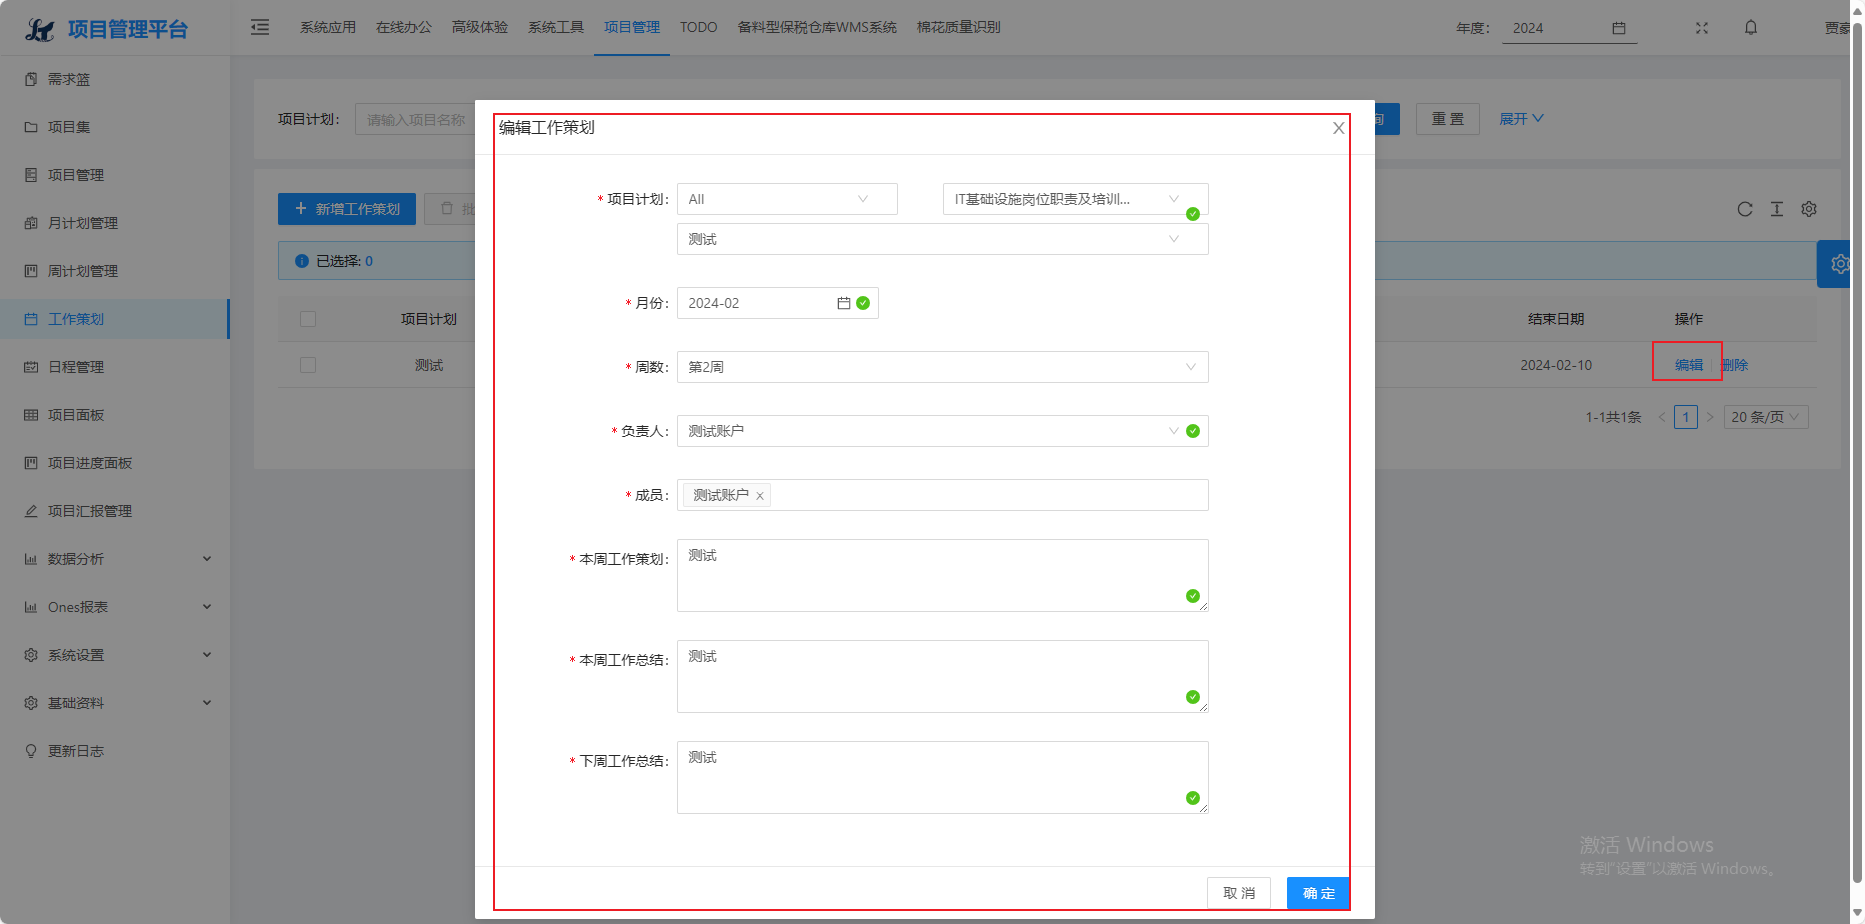 项目管理平台
系统应用 在线办公 高级体验 系统工具 项目管理 TODO 备料型保税仓库WMS系统 棉花质量识别
年度： 2024
贾豪
需求篮
项目集
项目管理
月计划管理
周计划管理
工作策划
日程管理
项目面板
项目进度面板
项目汇报管理
数据分析
Ones报表
系统设置
基础资料
更新日志
项目计划： 请输入项目名称
询 重 置 展开
新增工作策划 批
已选择: 0
项目计划 结束日期 操作
测试 2024-02-10 编辑 删除
1-1共1条 < 1 > 20 条/页
编辑工作策划 X
* 项目计划： All IT基础设施岗位职责及培训...
测试
* 月份： 2024-02
* 周数： 第2周
* 负责人： 测试账户
* 成员： 测试账户 x
* 本周工作策划： 测试
* 本周工作总结： 测试
* 下周工作总结： 测试
取 消 确 定
激活 Windows
转到"设置"以激活 Windows。